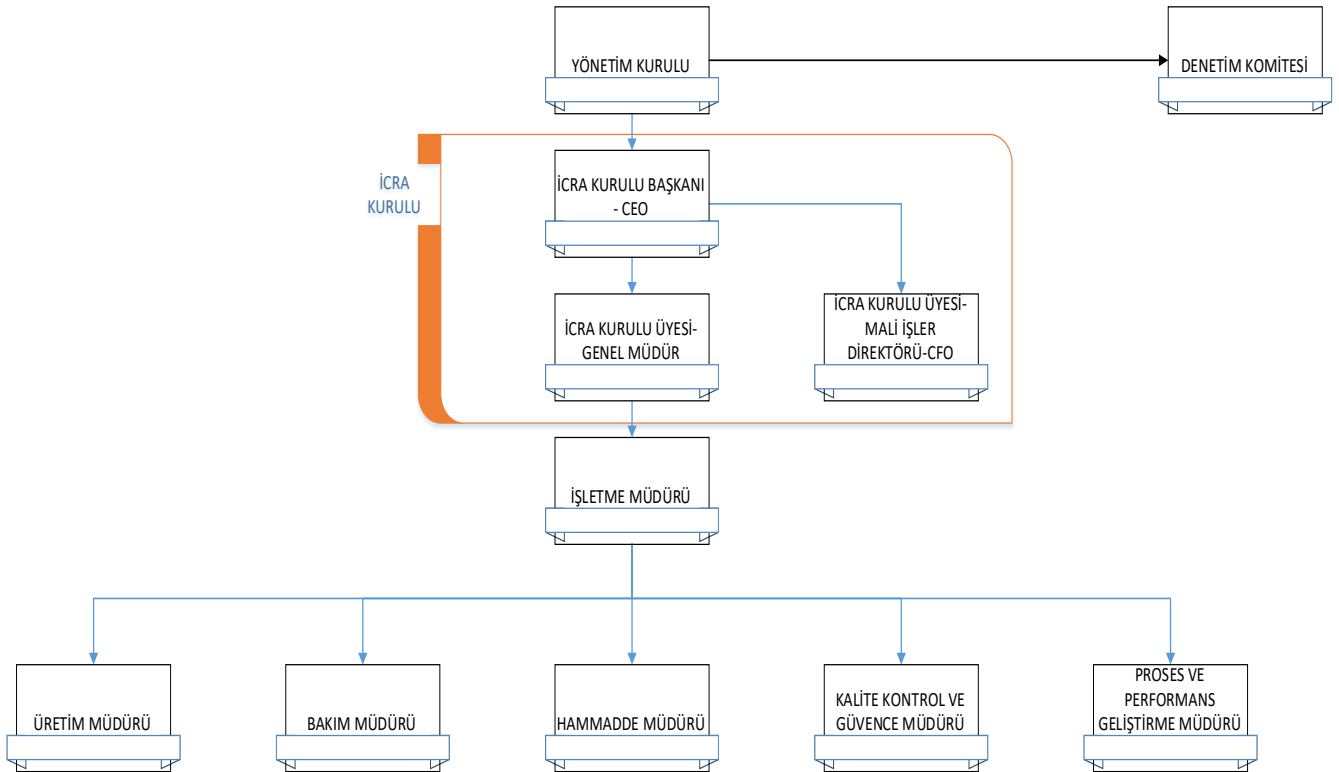 YÖNETİM KURULU
DENETİM KOMİTESİ
İCRA
KURULU
İCRA KURULU BAŞKANI
- CEO
İCRA KURULU ÜYESİ-
GENEL MÜDÜR
İCRA KURULU ÜYESİ-
MALİ İŞLER
DİREKTÖRÜ-CFO
İŞLETME MÜDÜRÜ
ÜRETİM MÜDÜRÜ
BAKIM MÜDÜRÜ
HAMMADDE MÜDÜRÜ
KALİTE KONTROL VE
GÜVENCE MÜDÜRÜ
PROSES VE
PERFORMANS
GELİŞTİRME MÜDÜRÜ